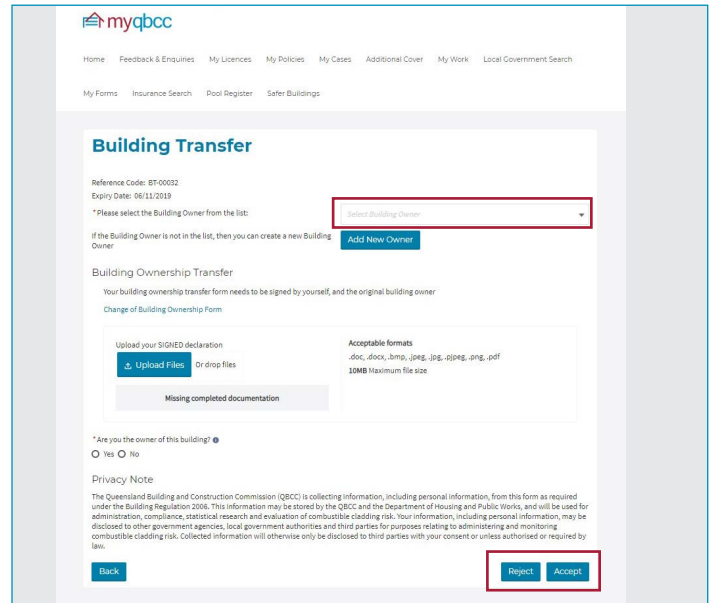 myqbcc
Home Feedback & Enquiries My Licences My Policies My Cases Additional Cover My Work Local Government Search
My Forms Insurance Search Pool Register Safer Buildings
Building Transfer
Reference Code: BT-00032
Expiry Date: 06/11/2019
*Please select the Building Owner from the list:
Select Building Owner
If the Building Owner is not in the list, then you can create a new Building
Owner
Add New Owner
Building Ownership Transfer
Your building ownership transfer form needs to be signed by yourself, and the original building owner
Change of Building Ownership Form
Upload your SIGNED declaration
Upload Files Or drop files
Missing completed documentation
Acceptable formats
.doc, .docx, .bmp, .jpeg, .jpg, .pjpeg, .png, .pdf
10MB Maximum file size
*Are you the owner of this building?
Yes No
Privacy Note
The Queensland Building and Construction Commission (QBCC) is collecting information, including personal information, from this form as required
under the Building Regulation 2006. This information may be stored by the QBCC and the Department of Housing and Public Works, and will be used for
administration, compliance, statistical research and evaluation of combustible cladding risk. Your information, including personal information, may be
disclosed to other government agencies, local government authorities and third parties for purposes relating to administering and monitoring
combustible cladding risk. Collected information will otherwise only be disclosed to third parties with your consent or unless authorised or required by
law.
Back Reject Accept